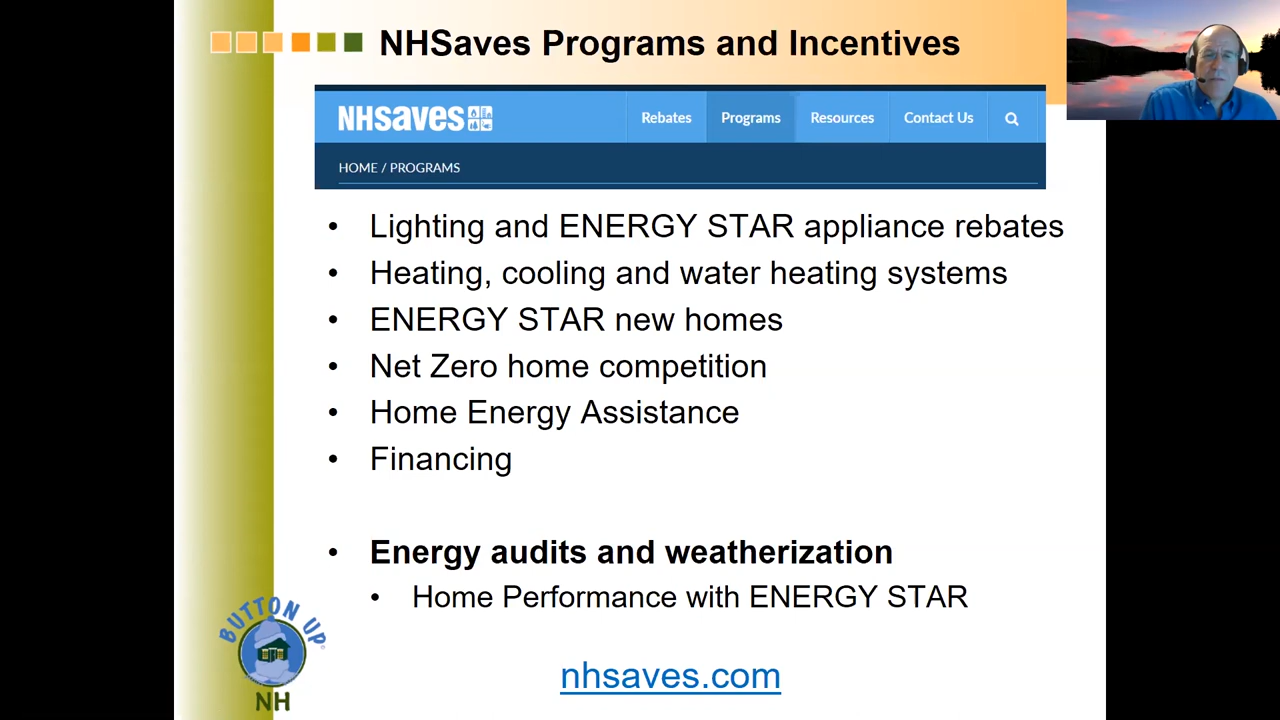 NHSaves Programs and Incentives
NHSaves
Rebates
Programs
Resources
Contact Us
HOME / PROGRAMS
• Lighting and ENERGY STAR appliance rebates
• Heating, cooling and water heating systems
• ENERGY STAR new homes
• Net Zero home competition
• Home Energy Assistance
• Financing
• Energy audits and weatherization
• Home Performance with ENERGY STAR
BUTTON UP
NH
nhsaves.com